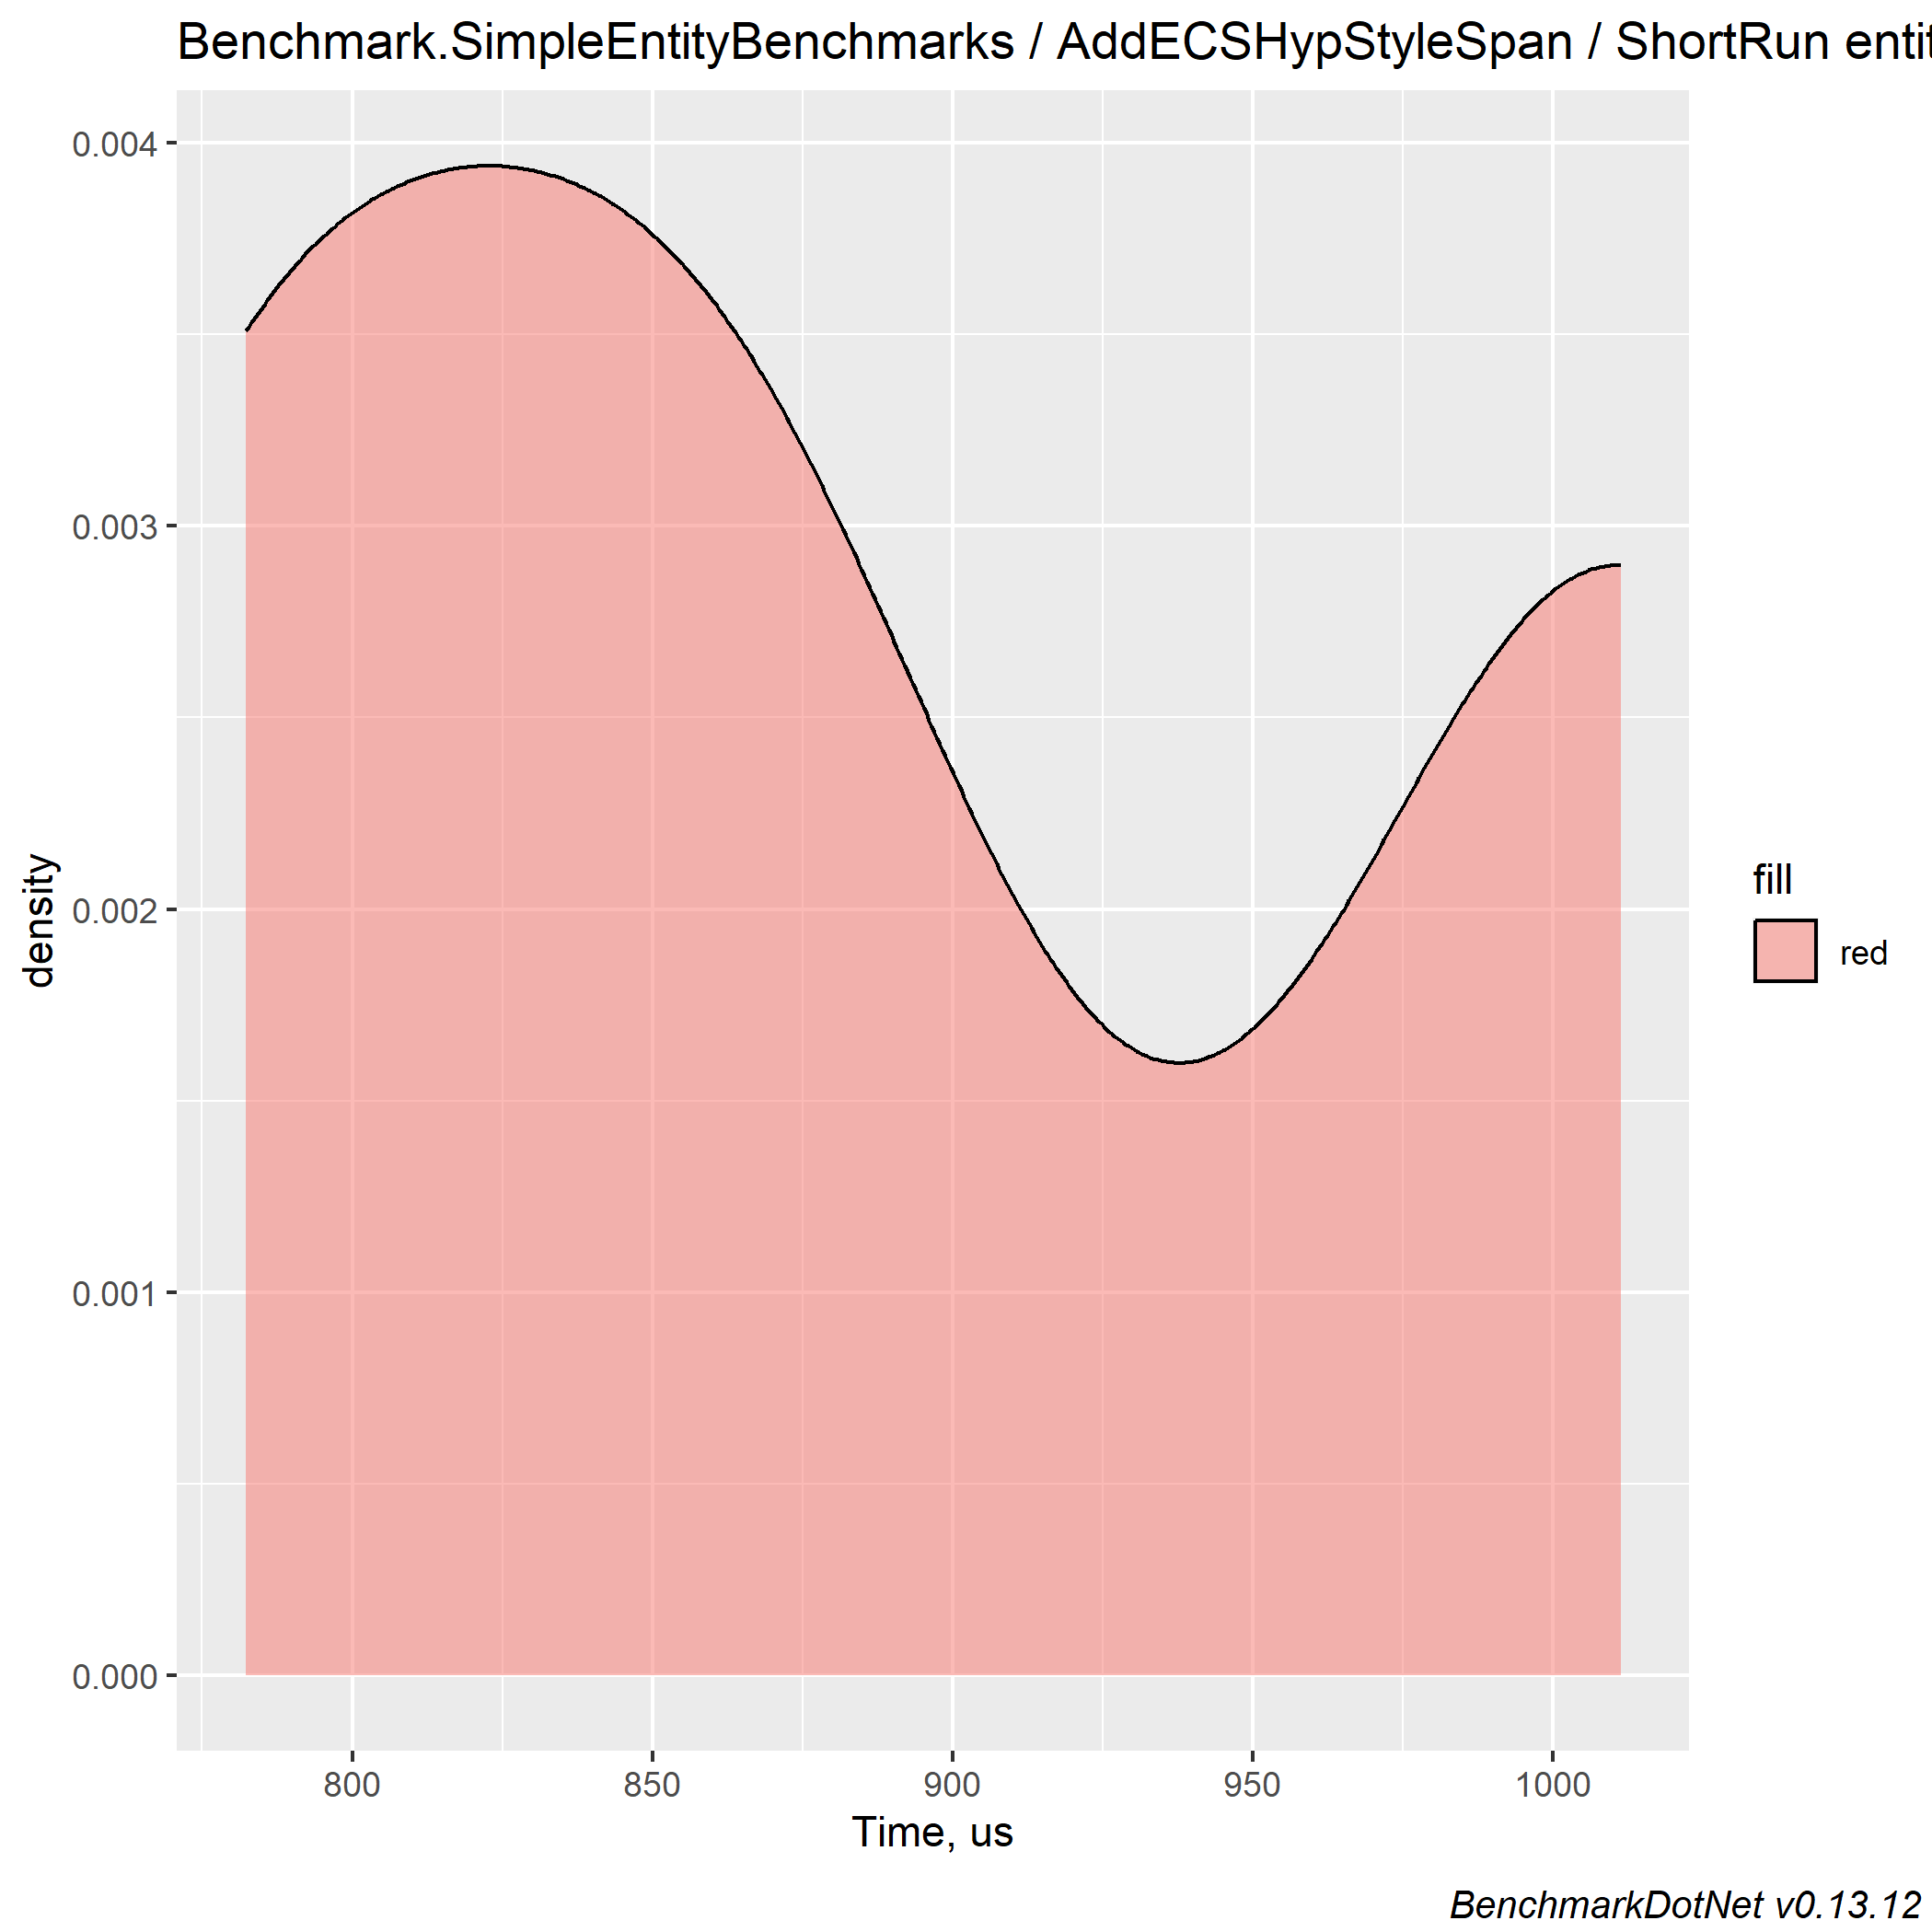 Benchmark.SimpleEntityBenchmarks / AddECSHypStyleSpan / ShortRun
0.004
0.003
0.002
0.001
0.000
density
800 850 900 950 1000
Time, us
fill
red
BenchmarkDotNet v0.13.12